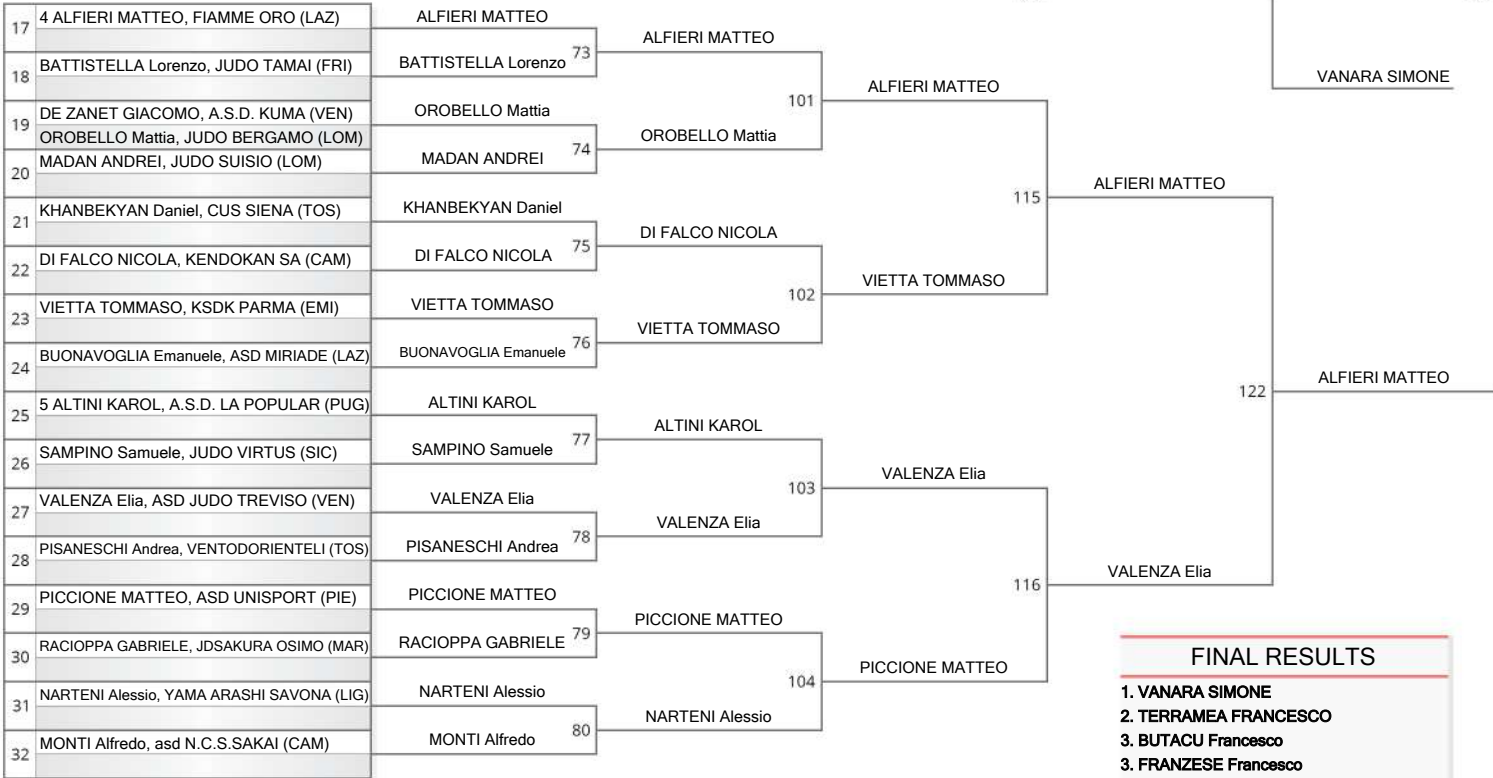 17 4 ALFIERI MATTEO, FIAMME ORO (LAZ)
18 BATTISTELLA Lorenzo, JUDO TAMAI (FRI)
19 DE ZANET GIACOMO, A.S.D. KUMA (VEN)
OROBELLO Mattia, JUDO BERGAMO (LOM)
20 MADAN ANDREI, JUDO SUISIO (LOM)
21 KHANBEKYAN Daniel, CUS SIENA (TOS)
22 DI FALCO NICOLA, KENDOKAN SA (CAM)
23 VIETTA TOMMASO, KSDK PARMA (EMI)
24 BUONAVOGLIA Emanuele, ASD MIRIADE (LAZ)
25 5 ALTINI KAROL, A.S.D. LA POPULAR (PUG)
26 SAMPINO Samuele, JUDO VIRTUS (SIC)
27 VALENZA Elia, ASD JUDO TREVISO (VEN)
28 PISANESCHI Andrea, VENTODORIENTELI (TOS)
29 PICCIONE MATTEO, ASD UNISPORT (PIE)
30 RACIOPPA GABRIELE, JDSAKURA OSIMO (MAR)
31 NARTENI Alessio, YAMA ARASHI SAVONA (LIG)
32 MONTI Alfredo, asd N.C.S.SAKAI (CAM)
ALFIERI MATTEO
73
BATTISTELLA Lorenzo
OROBELLO Mattia
74
MADAN ANDREI
KHANBEKYAN Daniel
75
DI FALCO NICOLA
VIETTA TOMMASO
76
BUONAVOGLIA Emanuele
ALTINI KAROL
77
SAMPINO Samuele
VALENZA Elia
78
PISANESCHI Andrea
PICCIONE MATTEO
79
RACIOPPA GABRIELE
NARTENI Alessio
80
MONTI Alfredo
ALFIERI MATTEO
101
OROBELLO Mattia
DI FALCO NICOLA
102
VIETTA TOMMASO
ALTINI KAROL
103
VALENZA Elia
PICCIONE MATTEO
104
NARTENI Alessio
ALFIERI MATTEO
115
VIETTA TOMMASO
VALENZA Elia
116
PICCIONE MATTEO
ALFIERI MATTEO
122
VALENZA Elia
VANARA SIMONE
ALFIERI MATTEO
FINAL RESULTS
1. VANARA SIMONE
2. TERRAMEA FRANCESCO
3. BUTACU Francesco
3. FRANZESE Francesco